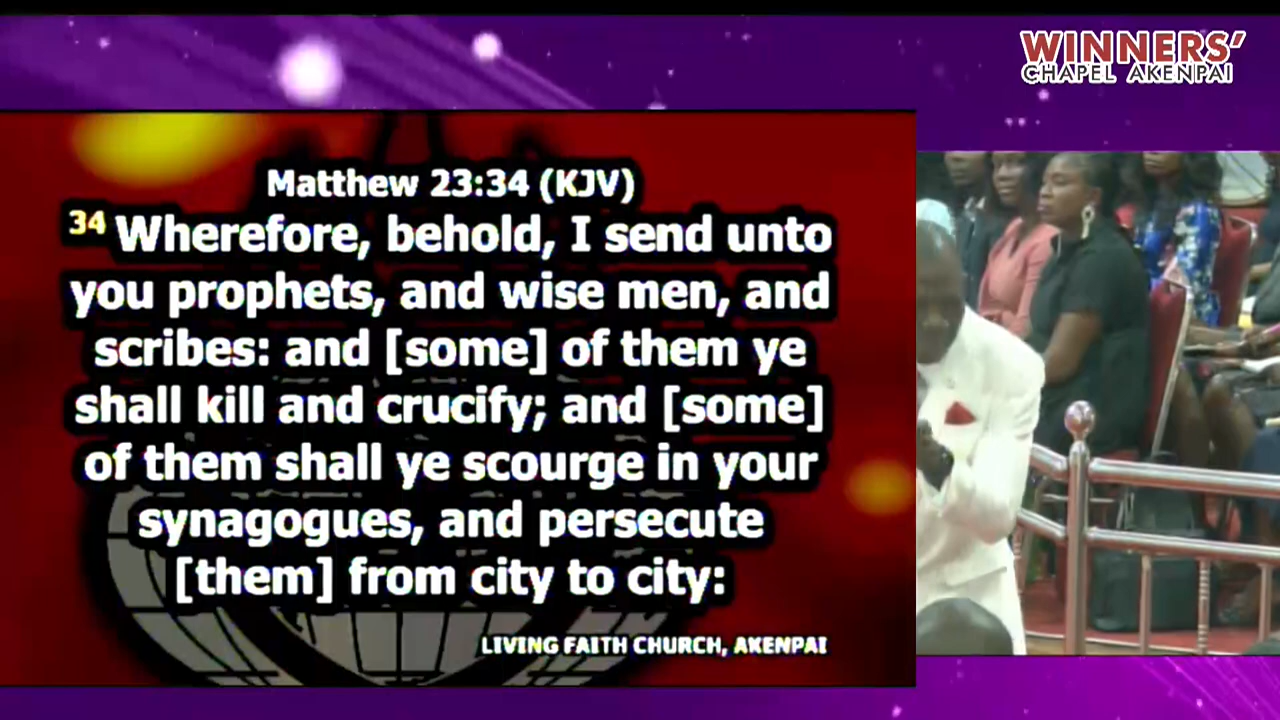 WINNERS'
CHAPEL AKENPAI
Matthew 23:34 (KJV)
34 Wherefore, behold, I send unto
you prophets, and wise men, and
scribes: and [some] of them ye
shall kill and crucify; and [some]
of them shall ye scourge in your
synagogues, and persecute
[them] from city to city:
LIVING FAITH CHURCH, AKENPAI